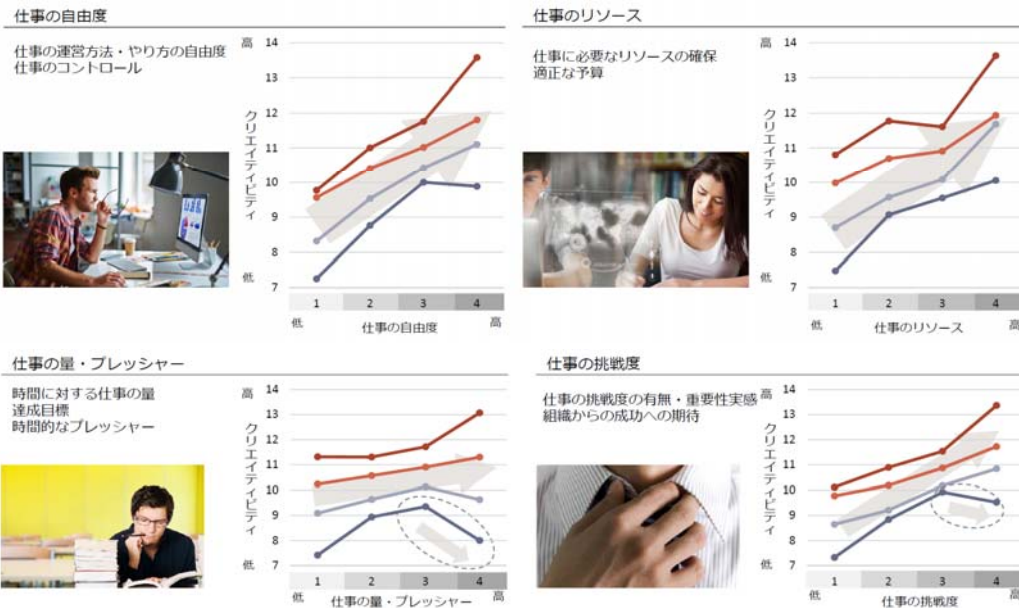 仕事の自由度
仕事の運営方法・やり方の自由度
仕事のコントロール
高
14
13
12
11
10
9
8
7
クリエイティビティ
低
1 2 3 4
低 仕事の自由度 高
仕事のリソース
仕事に必要なリソースの確保
適正な予算
高
14
13
12
11
10
9
8
7
クリエイティビティ
低
1 2 3 4
低 仕事のリソース 高
仕事の量・プレッシャー
時間に対する仕事の量
達成目標
時間的なプレッシャー
高
14
13
12
11
10
9
8
7
クリエイティビティ
低
1 2 3 4
低 仕事の量・プレッシャー 高
仕事の挑戦度
仕事の挑戦度の有無・重要性実感
組織からの成功への期待
高
14
13
12
11
10
9
8
7
クリエイティビティ
低
1 2 3 4
低 仕事の挑戦度 高